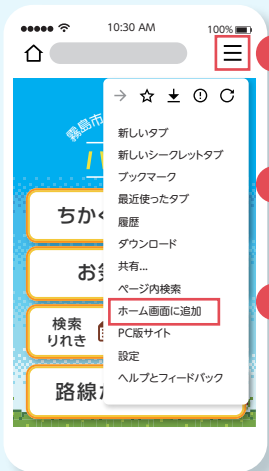 10:30 AM
100%
霧島市
新しいタブ
新しいシークレットタブ
ブックマーク
最近使ったタブ
履歴
ダウンロード
共有...
ページ内検索
ホーム画面に追加
PC版サイト
設定
ヘルプとフィードバック
ちか
お
検索
りれき
路線